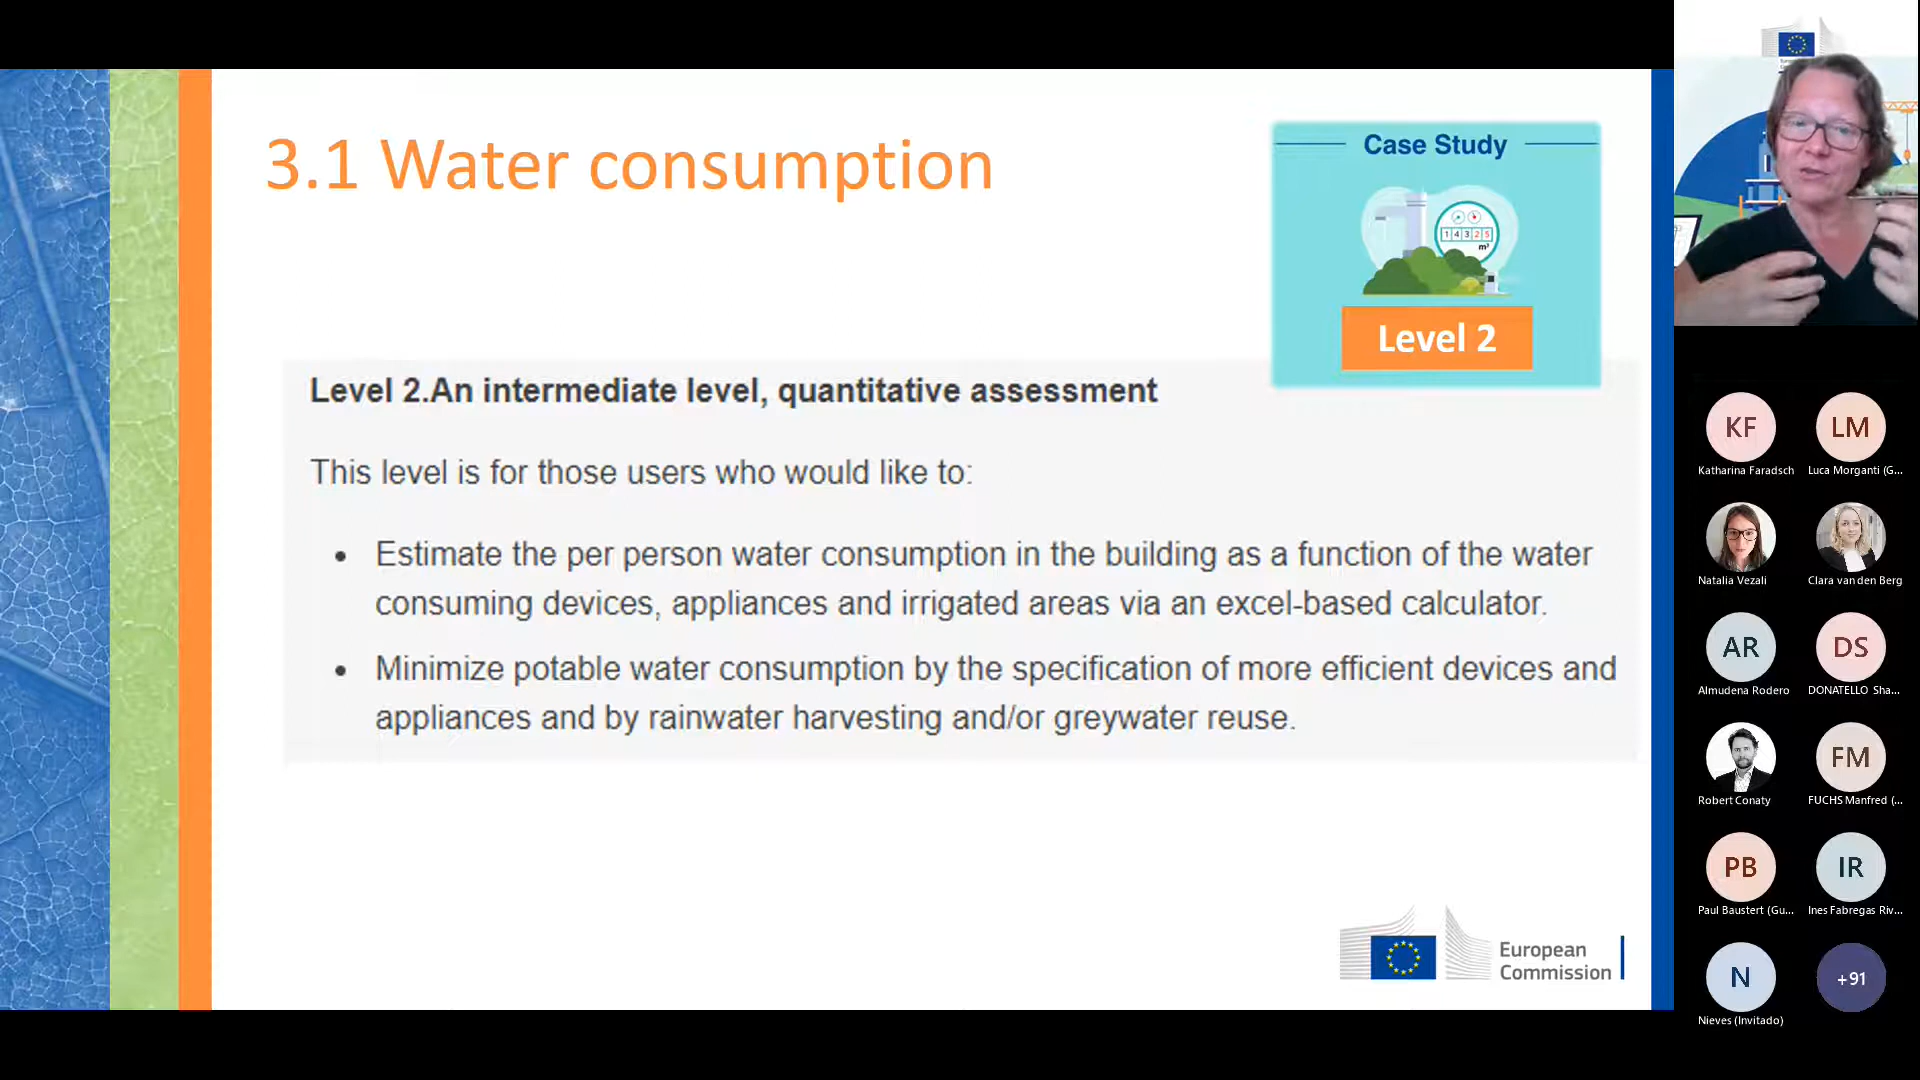 3.1 Water consumption
Case Study
14325
m³
Level 2
Level 2.An intermediate level, quantitative assessment
This level is for those users who would like to:
• Estimate the per person water consumption in the building as a function of the water
consuming devices, appliances and irrigated areas via an excel-based calculator.
• Minimize potable water consumption by the specification of more efficient devices and
appliances and by rainwater harvesting and/or greywater reuse.
European
Commission
KF
LM
Katharina Faradsch
Luca Morganti (G...
Natalia Vezali
Clara van den Berg
AR
DS
Almudena Rodero
DONATELLO Sha...
FM
Robert Conaty
FUCHS Manfred (...
PB
IR
Paul Baustert (Gu...
Ines Fabregas Riv...
N
+91
Nieves (Invitado)